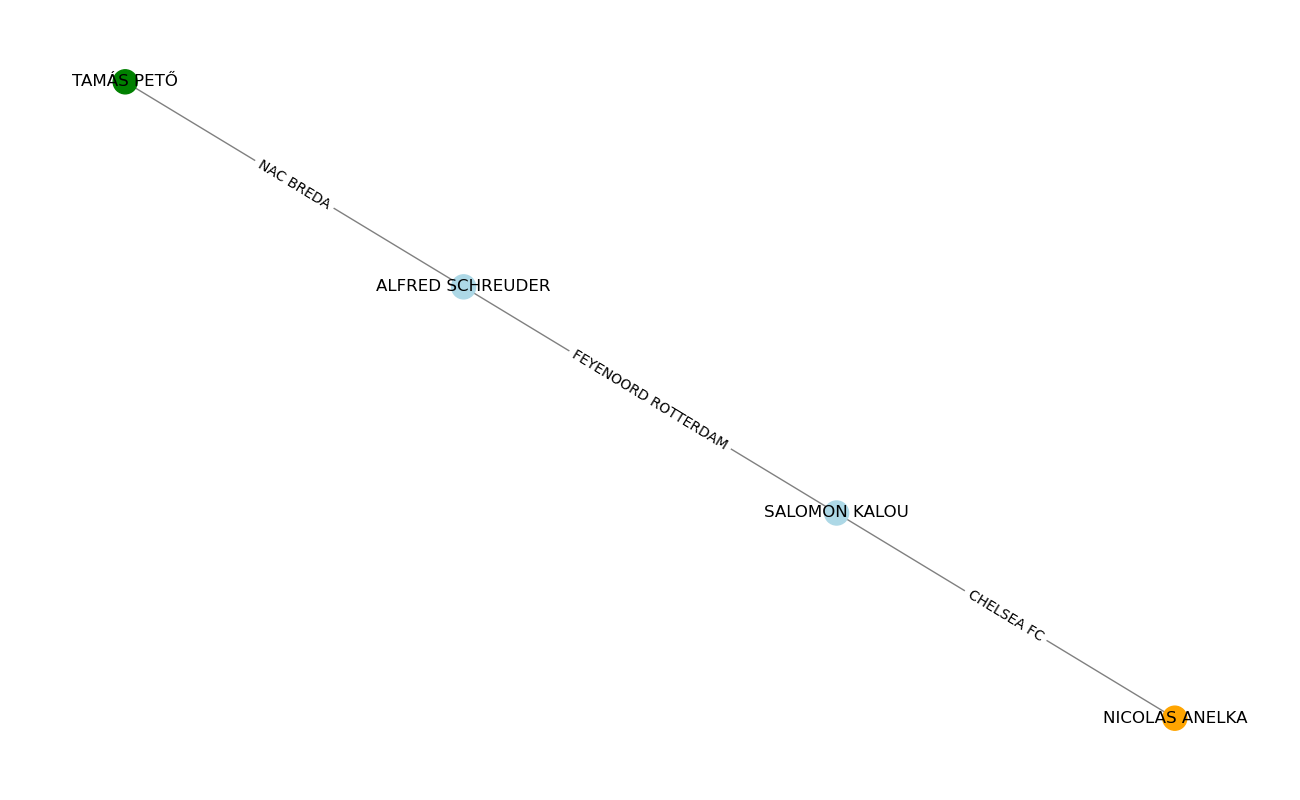 TAMÁS PETŐ
NAC BREDA
ALFRED SCHREUDER
FEYENOORD ROTTERDAM
SALOMON KALOU
CHELSEA FC
NICOLAS ANELKA